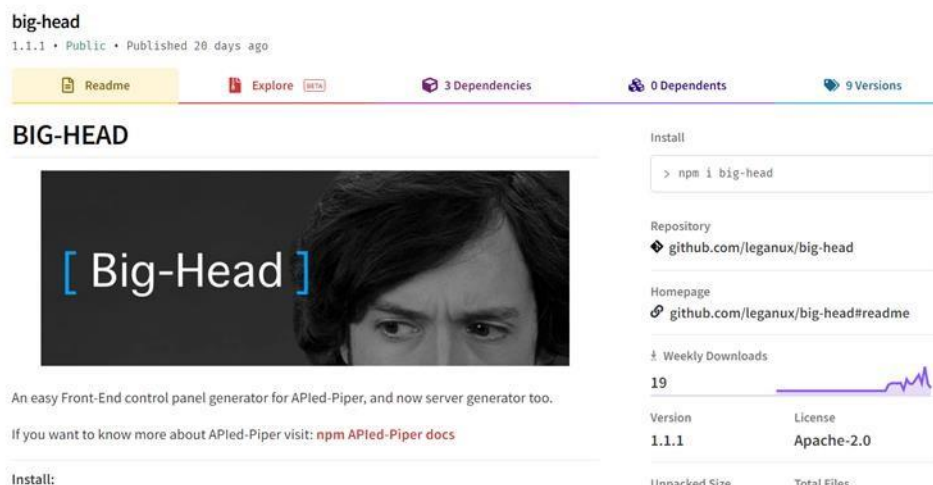 big-head
1.1.1 • Public • Published 20 days ago
Readme
Explore BETA
3 Dependencies
0 Dependents
9 Versions
BIG-HEAD
[ Big-Head ]
An easy Front-End control panel generator for APIed-Piper, and now server generator too.
If you want to know more about APIed-Piper visit: npm APIed-Piper docs
Install:
Install
> npm i big-head
Repository
github.com/leganux/big-head
Homepage
github.com/leganux/big-head#readme
Weekly Downloads
19
Version
License
1.1.1
Apache-2.0
Unpacked Size
Total Files